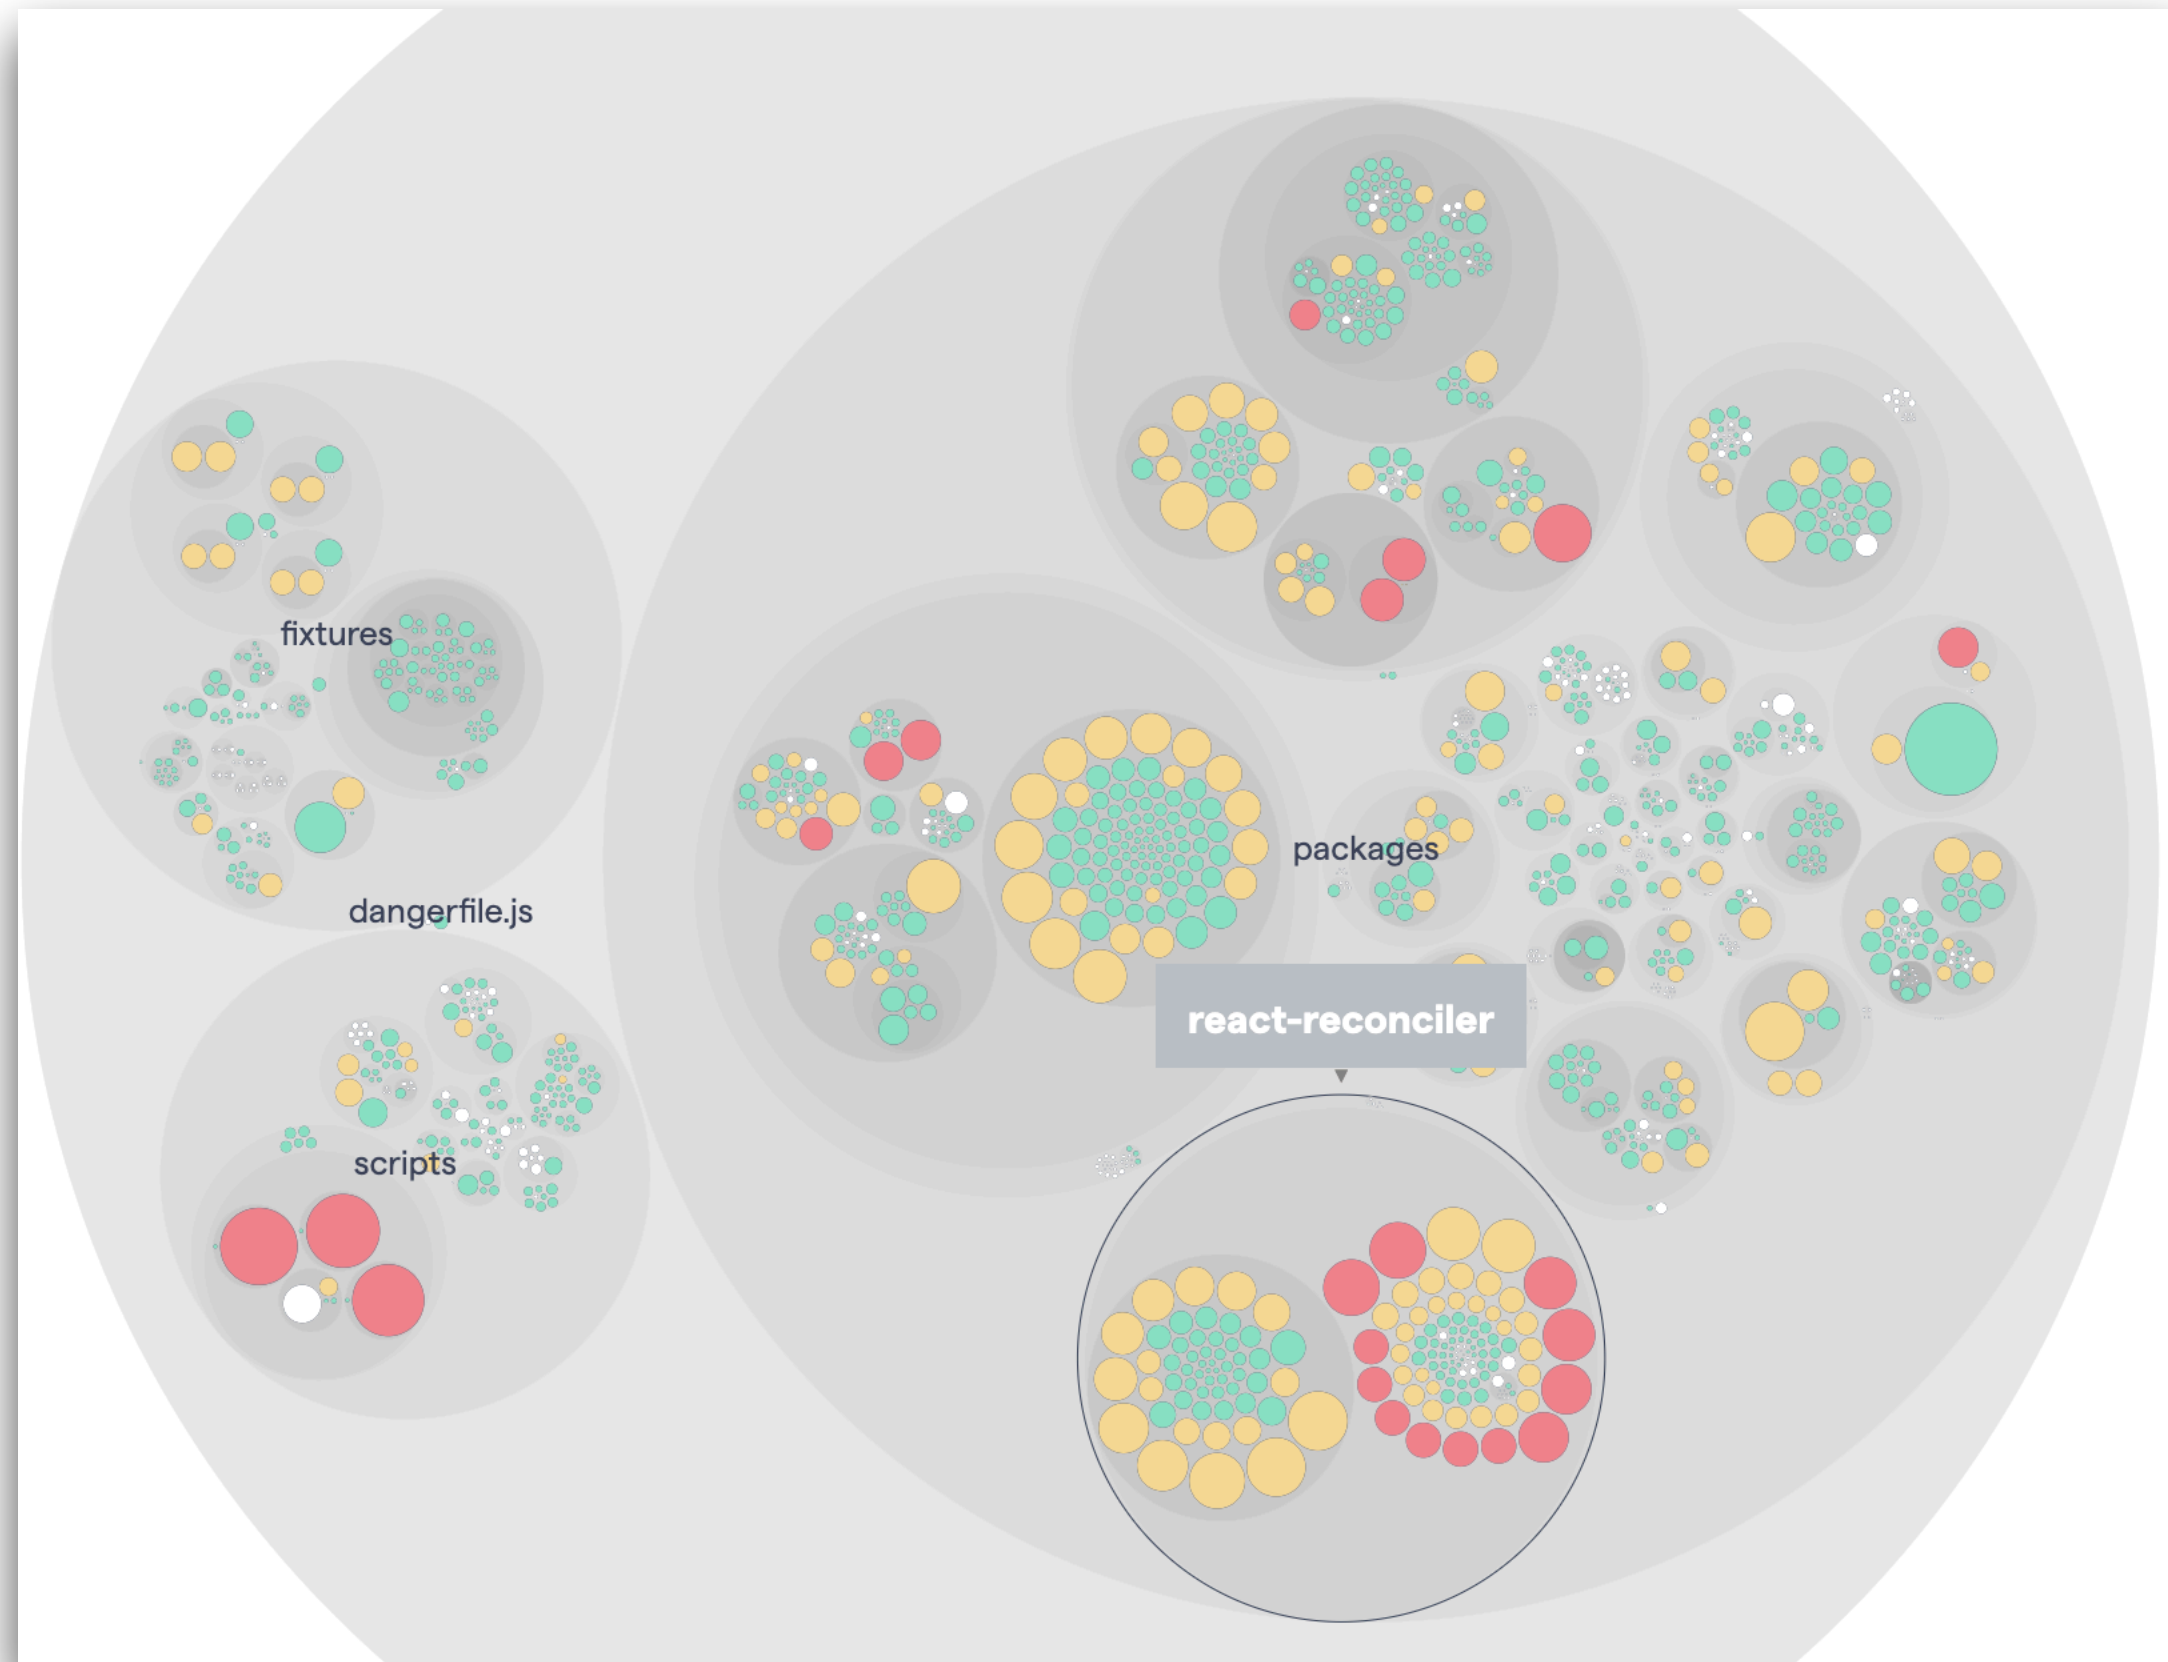 fixtures
packages
dangerfile.js
react-reconciler
scripts